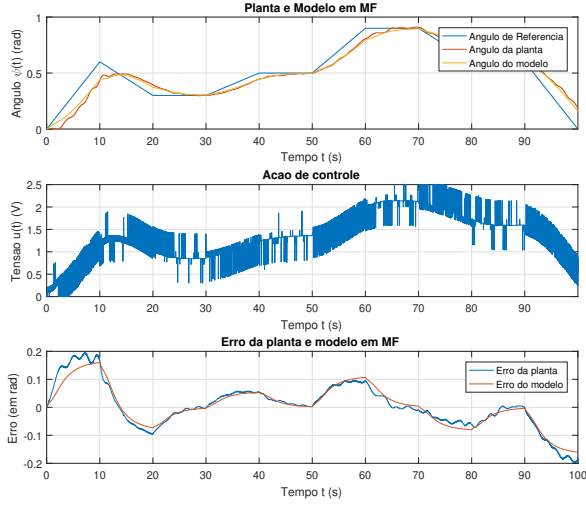 Planta e Modelo em MF
Angulo ψ(t) (rad)
1
0.5
0
Angulo de Referencia
Angulo da planta
Angulo do modelo
0 10 20 30 40 50 60 70 80 90 100
Tempo t (s)
Acao de controle
Tensao u(t) (V)
2.5
2
1.5
1
0.5
0
0 10 20 30 40 50 60 70 80 90 100
Tempo t (s)
Erro da planta e modelo em MF
Erro (em rad)
0.2
0.1
0
-0.1
-0.2
Erro da planta
Erro do modelo
0 10 20 30 40 50 60 70 80 90 100
Tempo t (s)